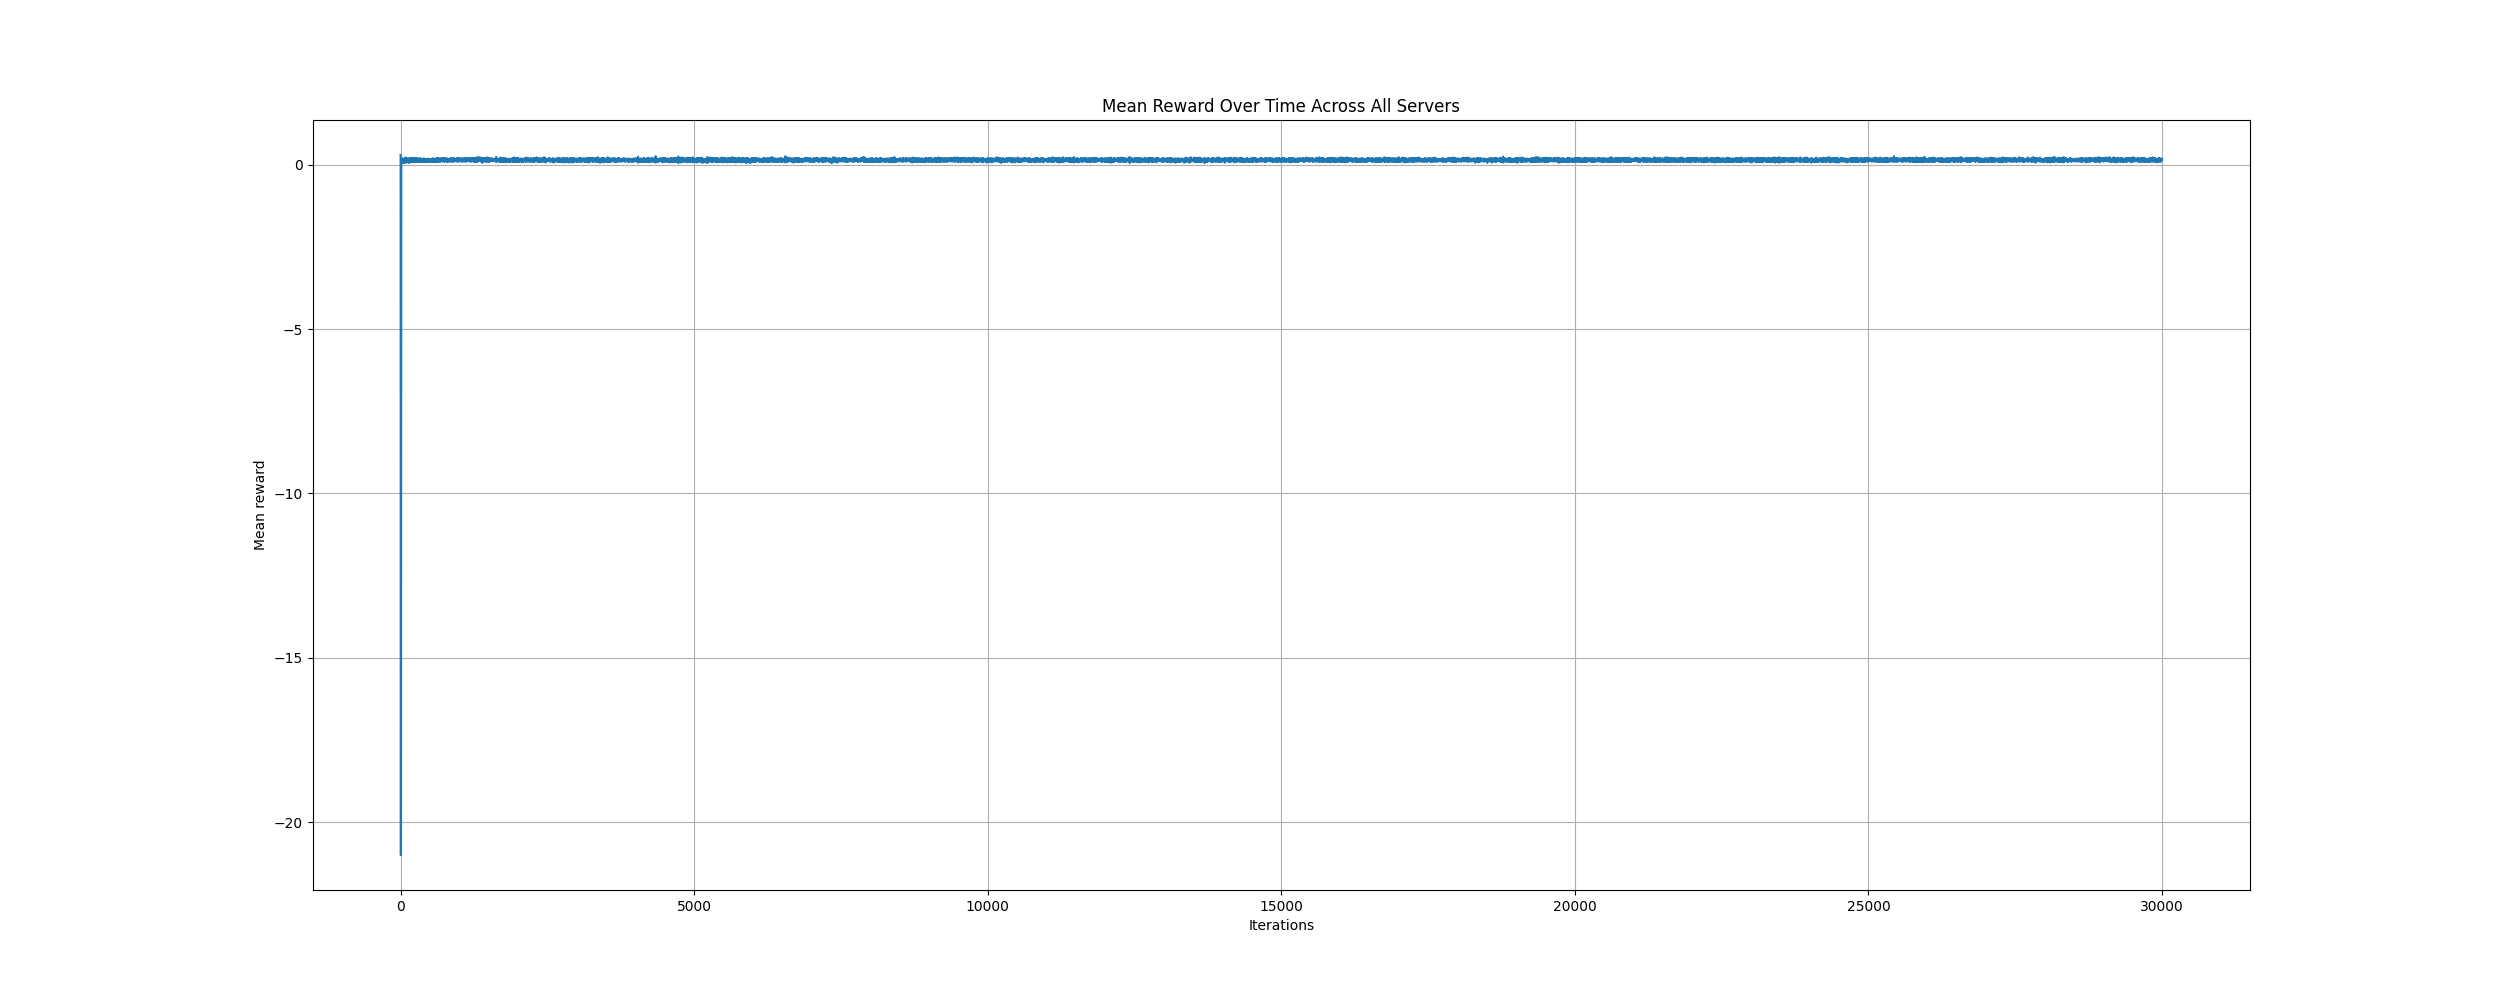 Mean Reward Over Time Across All Servers
0
−5
−10
−15
−20
Mean reward
0 5000 10000 15000 20000 25000 30000
Iterations